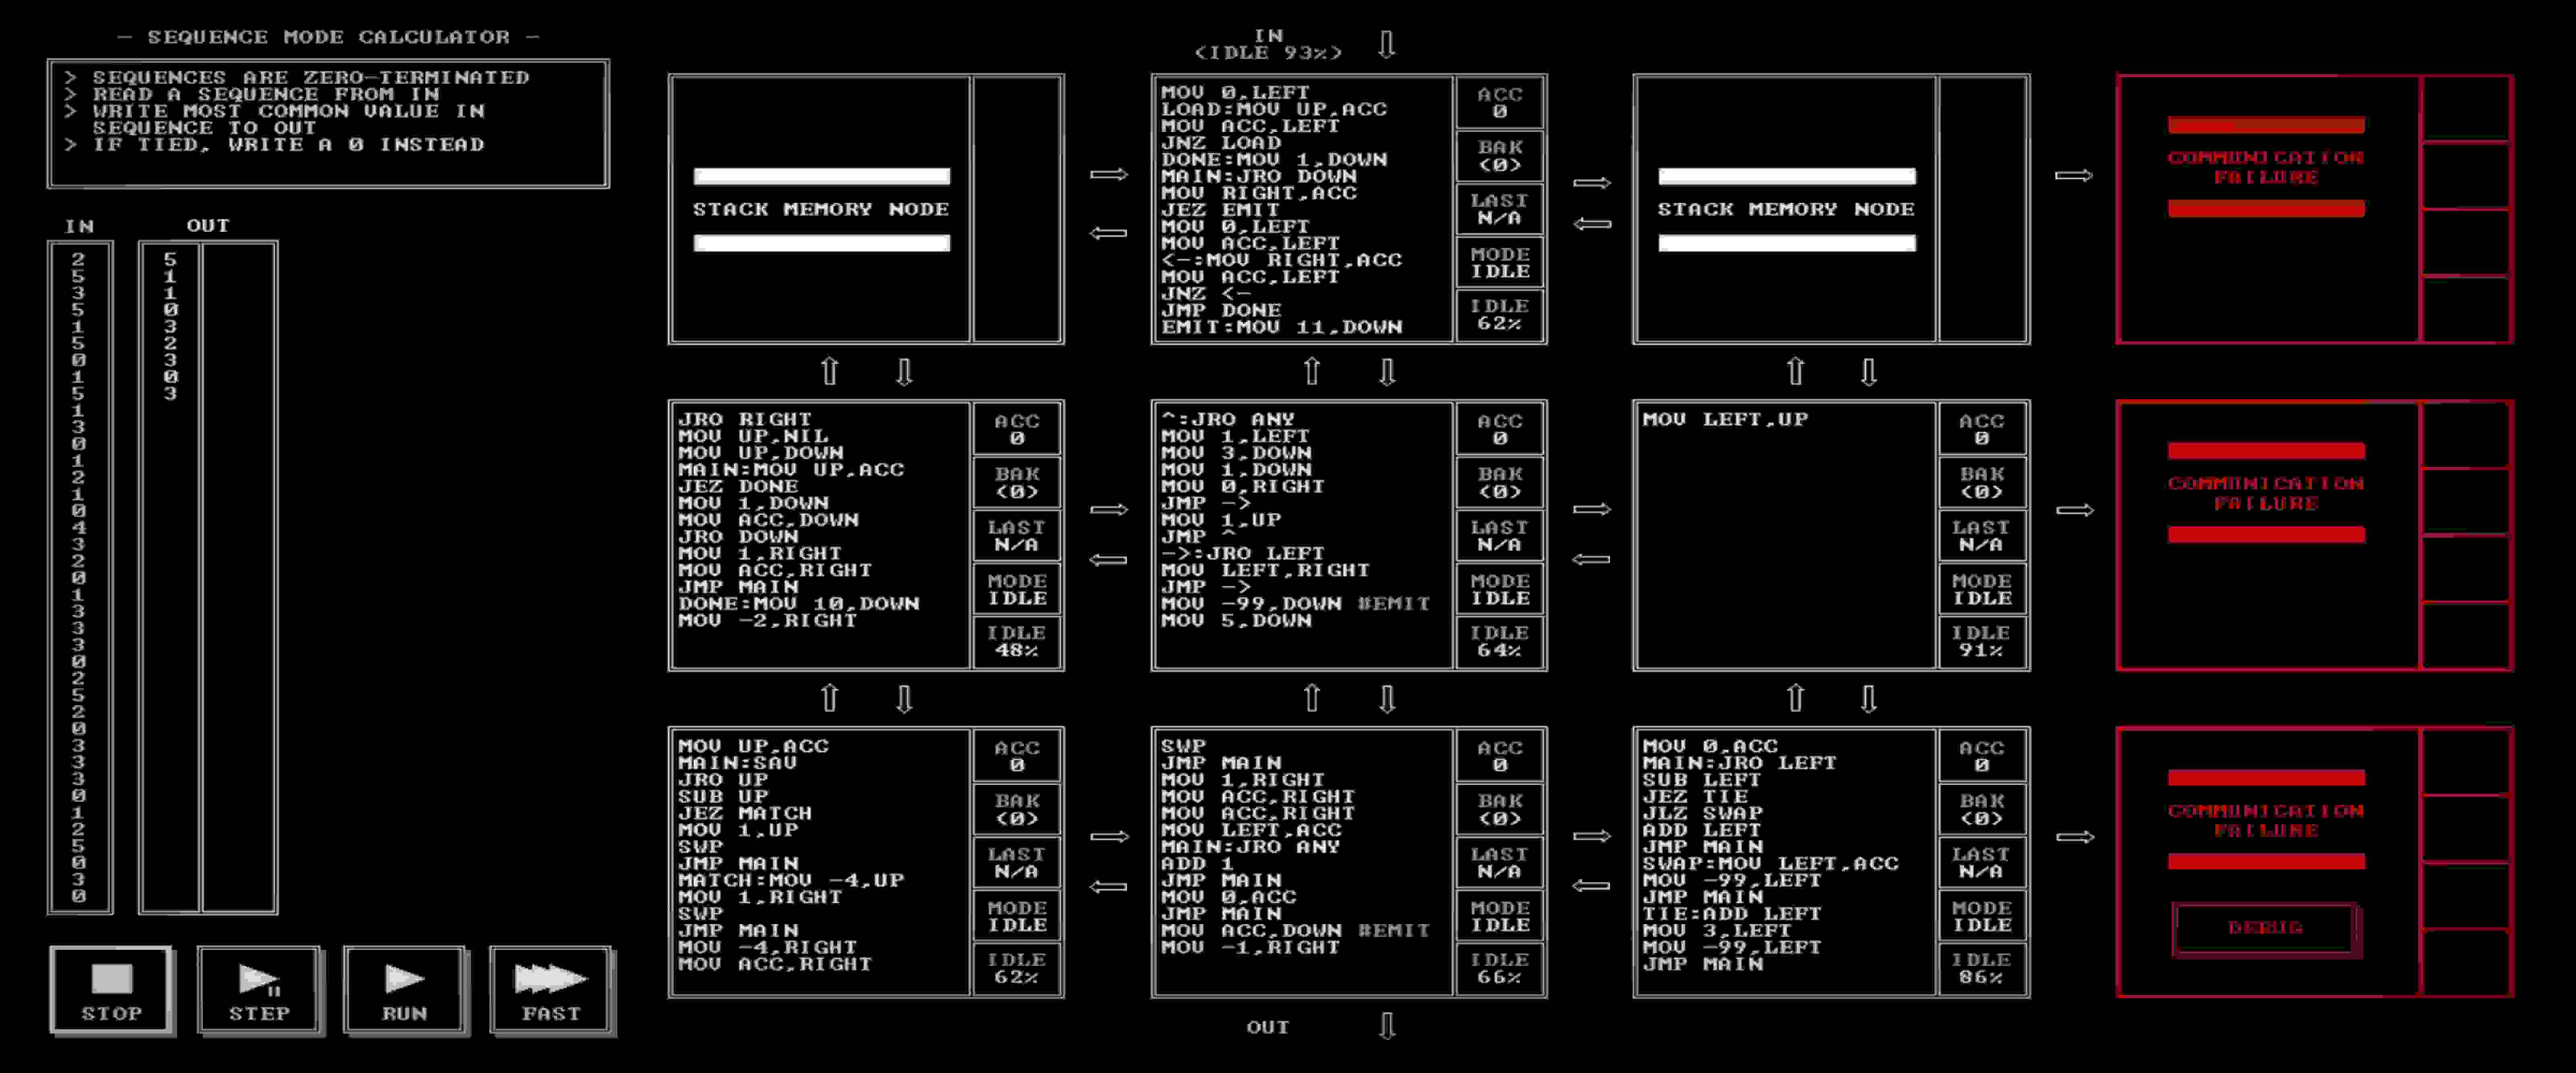 - SEQUENCE MODE CALCULATOR -
> SEQUENCES ARE ZERO-TERMINATED
> READ A SEQUENCE FROM IN
> WRITE MOST COMMON VALUE IN
SEQUENCE TO OUT
> IF TIED, WRITE A 0 INSTEAD
IN
2
5
3
5
1
5
0
1
5
1
3
0
1
2
1
0
4
3
2
0
1
3
3
3
0
2
5
2
0
3
3
3
0
1
2
5
0
3
0
OUT
5
1
1
0
3
2
3
0
3
STOP
STEP
RUN
FAST
STACK MEMORY NODE
IN
(IDLE 93%)
MOV 0,LEFT
LOAD:MOV UP,ACC
MOV ACC,LEFT
JNZ LOAD
DONE:MOV 1,DOWN
MAIN:JRO DOWN
MOV RIGHT,ACC
JEZ EMIT
MOV 0,LEFT
MOV ACC,LEFT
<-:MOV RIGHT,ACC
MOV ACC,LEFT
JNZ <-
JMP DONE
EMIT:MOV 11,DOWN
ACC
0
BAK
(0)
LAST
N/A
MODE
IDLE
IDLE
62%
STACK MEMORY NODE
COMMUNICATION
FAILURE
JRO RIGHT
MOV UP,NIL
MOV UP,DOWN
MAIN:MOV UP,ACC
JEZ DONE
MOV 1,DOWN
MOV ACC,DOWN
JRO DOWN
MOV 1,RIGHT
MOV ACC,RIGHT
JMP MAIN
DONE:MOV 10,DOWN
MOV -2,RIGHT
ACC
0
BAK
(0)
LAST
N/A
MODE
IDLE
IDLE
48%
^:JRO ANY
MOV 1,LEFT
MOV 3,DOWN
MOV 1,DOWN
MOV 0,RIGHT
JMP ->
MOV 1,UP
JMP ^
->:JRO LEFT
MOV LEFT,RIGHT
JMP ->
MOV -99,DOWN #EMIT
MOV 5,DOWN
ACC
0
BAK
(0)
LAST
N/A
MODE
IDLE
IDLE
64%
MOV LEFT,UP
ACC
0
BAK
(0)
LAST
N/A
MODE
IDLE
IDLE
91%
COMMUNICATION
FAILURE
MOV UP,ACC
MAIN:SAV
JRO UP
SUB UP
JEZ MATCH
MOV 1,UP
SWP
JMP MAIN
MATCH:MOV -4,UP
MOV 1,RIGHT
SWP
JMP MAIN
MOV -4,RIGHT
MOV ACC,RIGHT
ACC
0
BAK
(0)
LAST
N/A
MODE
IDLE
IDLE
62%
SWP
JMP MAIN
MOV 1,RIGHT
MOV ACC,RIGHT
MOV ACC,RIGHT
MOV LEFT,ACC
MAIN:JRO ANY
ADD 1
JMP MAIN
MOV 0,ACC
JMP MAIN
MOV ACC,DOWN #EMIT
MOV -1,RIGHT
ACC
0
BAK
(0)
LAST
N/A
MODE
IDLE
IDLE
66%
MOV 0,ACC
MAIN:JRO LEFT
SUB LEFT
JEZ TIE
JLZ SWAP
ADD LEFT
JMP MAIN
SWAP:MOV LEFT,ACC
MOV -99,LEFT
JMP MAIN
TIE:ADD LEFT
MOV 3,LEFT
MOV -99,LEFT
JMP MAIN
ACC
0
BAK
(0)
LAST
N/A
MODE
IDLE
IDLE
86%
COMMUNICATION
FAILURE
DEBUG
OUT